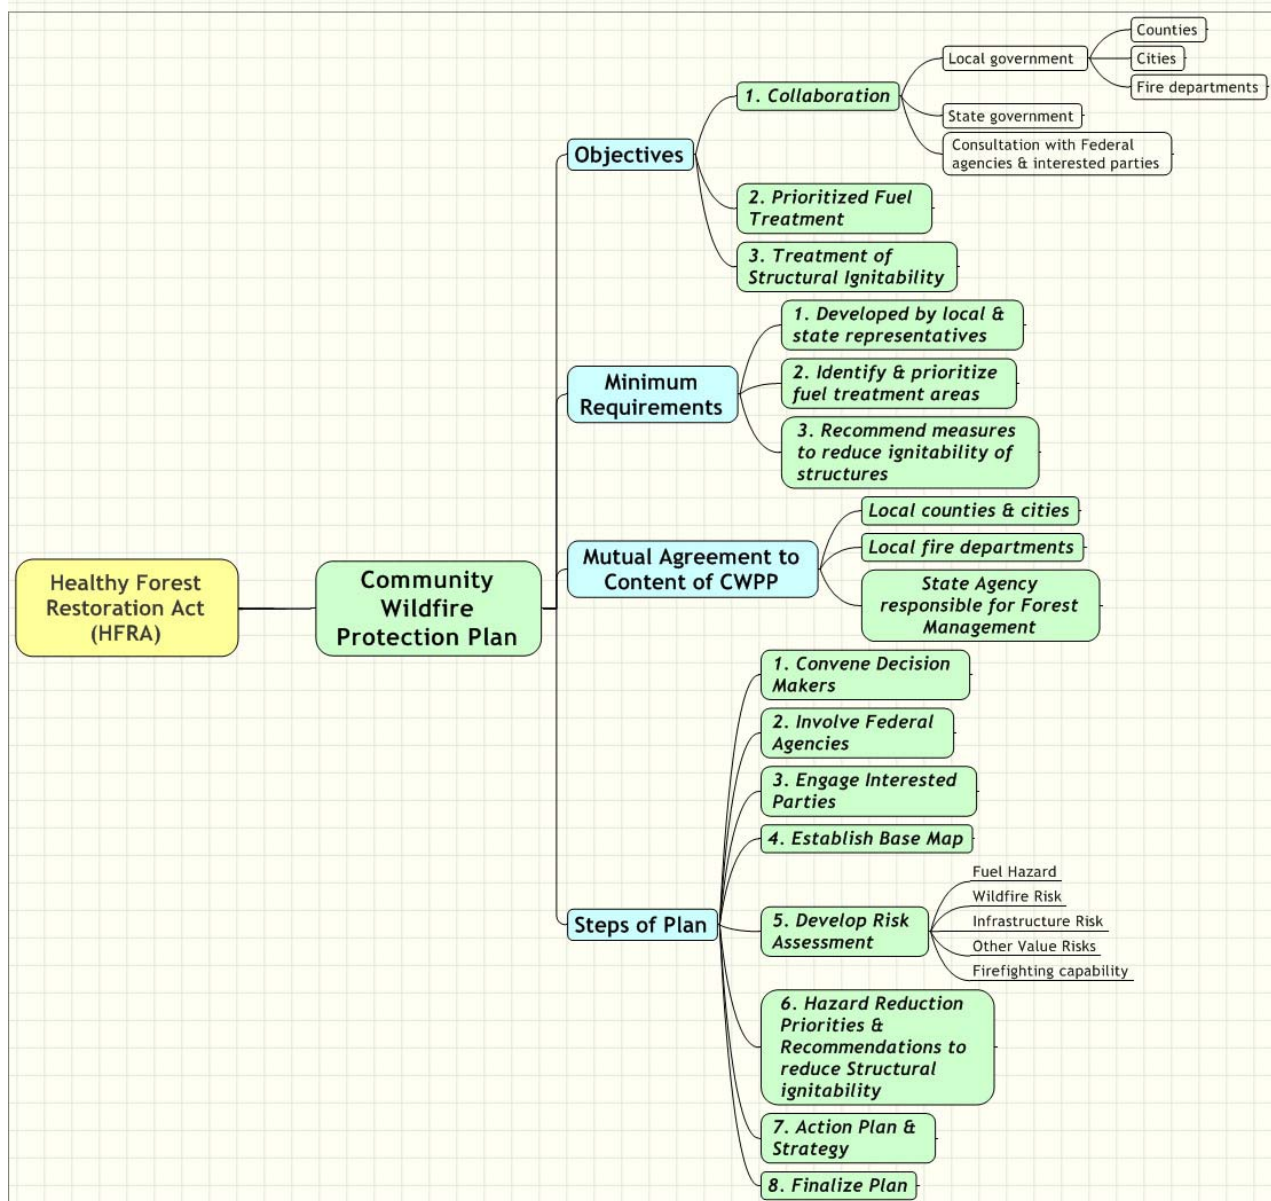 Healthy Forest
Restoration Act
(HFRA)
Community
Wildfire
Protection Plan
Objectives
1. Collaboration
Local government
Counties
Cities
Fire departments
State government
Consultation with Federal
agencies & interested parties
2. Prioritized Fuel
Treatment
3. Treatment of
Structural Ignitability
Minimum
Requirements
1. Developed by local &
state representatives
2. Identify & prioritize
fuel treatment areas
3. Recommend measures
to reduce ignitability of
structures
Mutual Agreement to
Content of CWPP
Local counties & cities
Local fire departments
State Agency
responsible for Forest
Management
Steps of Plan
1. Convene Decision
Makers
2. Involve Federal
Agencies
3. Engage Interested
Parties
4. Establish Base Map
5. Develop Risk
Assessment
Fuel Hazard
Wildfire Risk
Infrastructure Risk
Other Value Risks
Firefighting capability
6. Hazard Reduction
Priorities &
Recommendations to
reduce Structural
ignitability
7. Action Plan &
Strategy
8. Finalize Plan